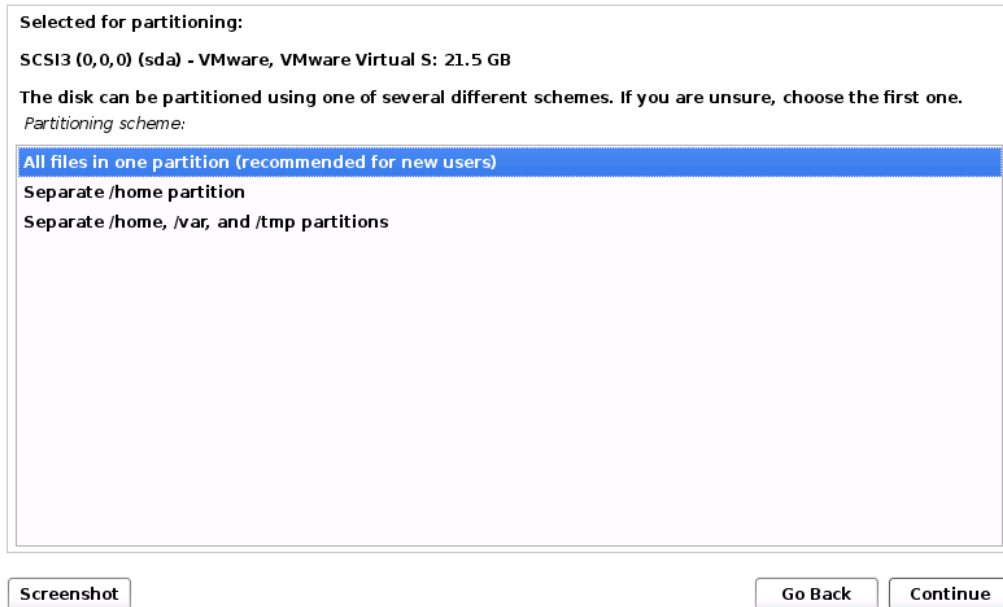 Selected for partitioning:
SCSI3 (0,0,0) (sda) - VMware, VMware Virtual S: 21.5 GB
The disk can be partitioned using one of several different schemes. If you are unsure, choose the first one.
Partitioning scheme:
All files in one partition (recommended for new users)
Separate /home partition
Separate /home, /var, and /tmp partitions
Screenshot
Go Back
Continue